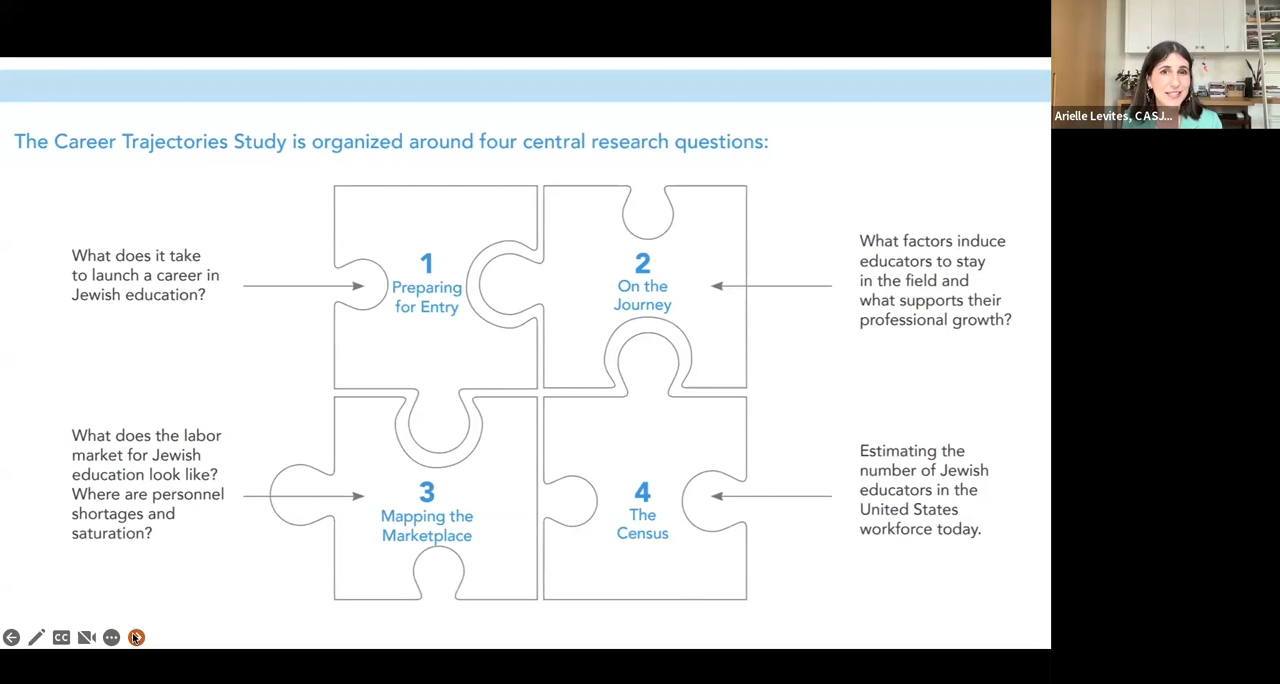 Arielle Levites, CASJ...
The Career Trajectories Study is organized around four central research questions:
What does it take
to launch a career in
Jewish education?
1
Preparing
for Entry
2
On the
Journey
What factors induce
educators to stay
in the field and
what supports their
professional growth?
What does the labor
market for Jewish
education look like?
Where are personnel
shortages and
saturation?
3
Mapping the
Marketplace
4
The
Census
Estimating the
number of Jewish
educators in the
United States
workforce today.
CC